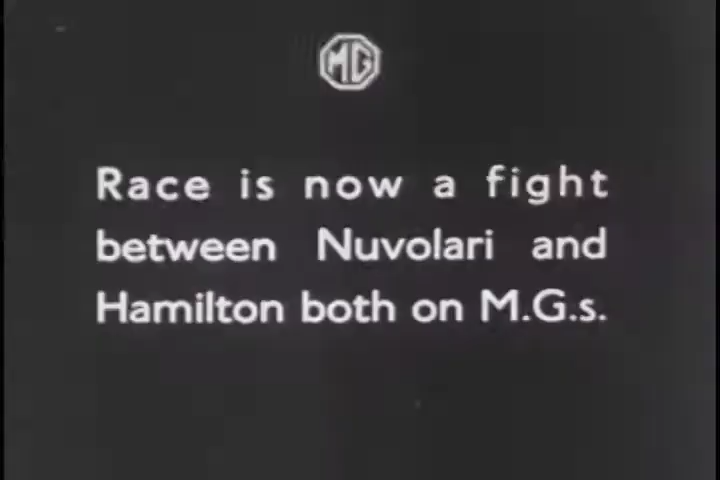 MG
Race is now a fight
between Nuvolari and
Hamilton both on M.G.s.